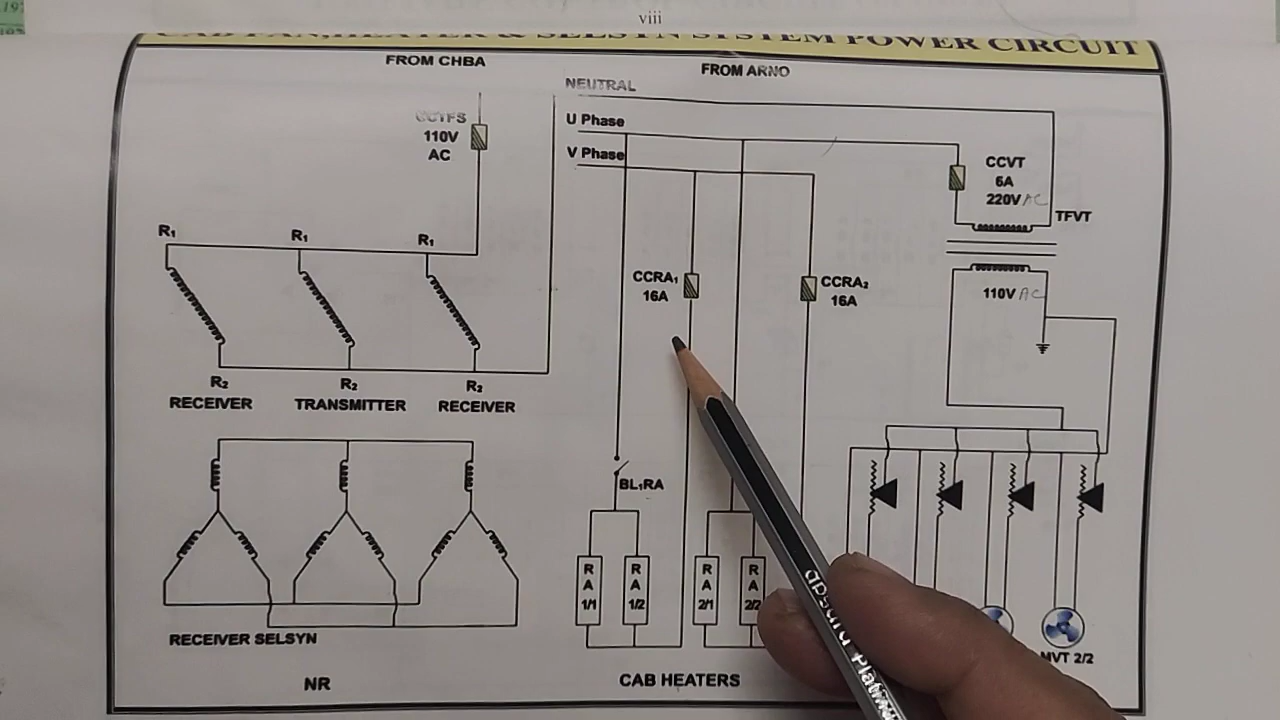 viii
CAB FAN,HEATER & SELSYN SYSTEM POWER CIRCUIT
FROM CHBA
FROM ARNO
NEUTRAL
CCTFS
110V
AC
U Phase
V Phase
CCVT
6A
220V AC
TFVT
R1
R1
R1
CCRA1
16A
CCRA2
16A
110V AC
R2
RECEIVER
R2
TRANSMITTER
R2
RECEIVER
BL1RA
RA 1/1
RA 1/2
RA 2/1
RA 2/2
RECEIVER SELSYN
NR
CAB HEATERS
MVT 2/2
apsara Platinum